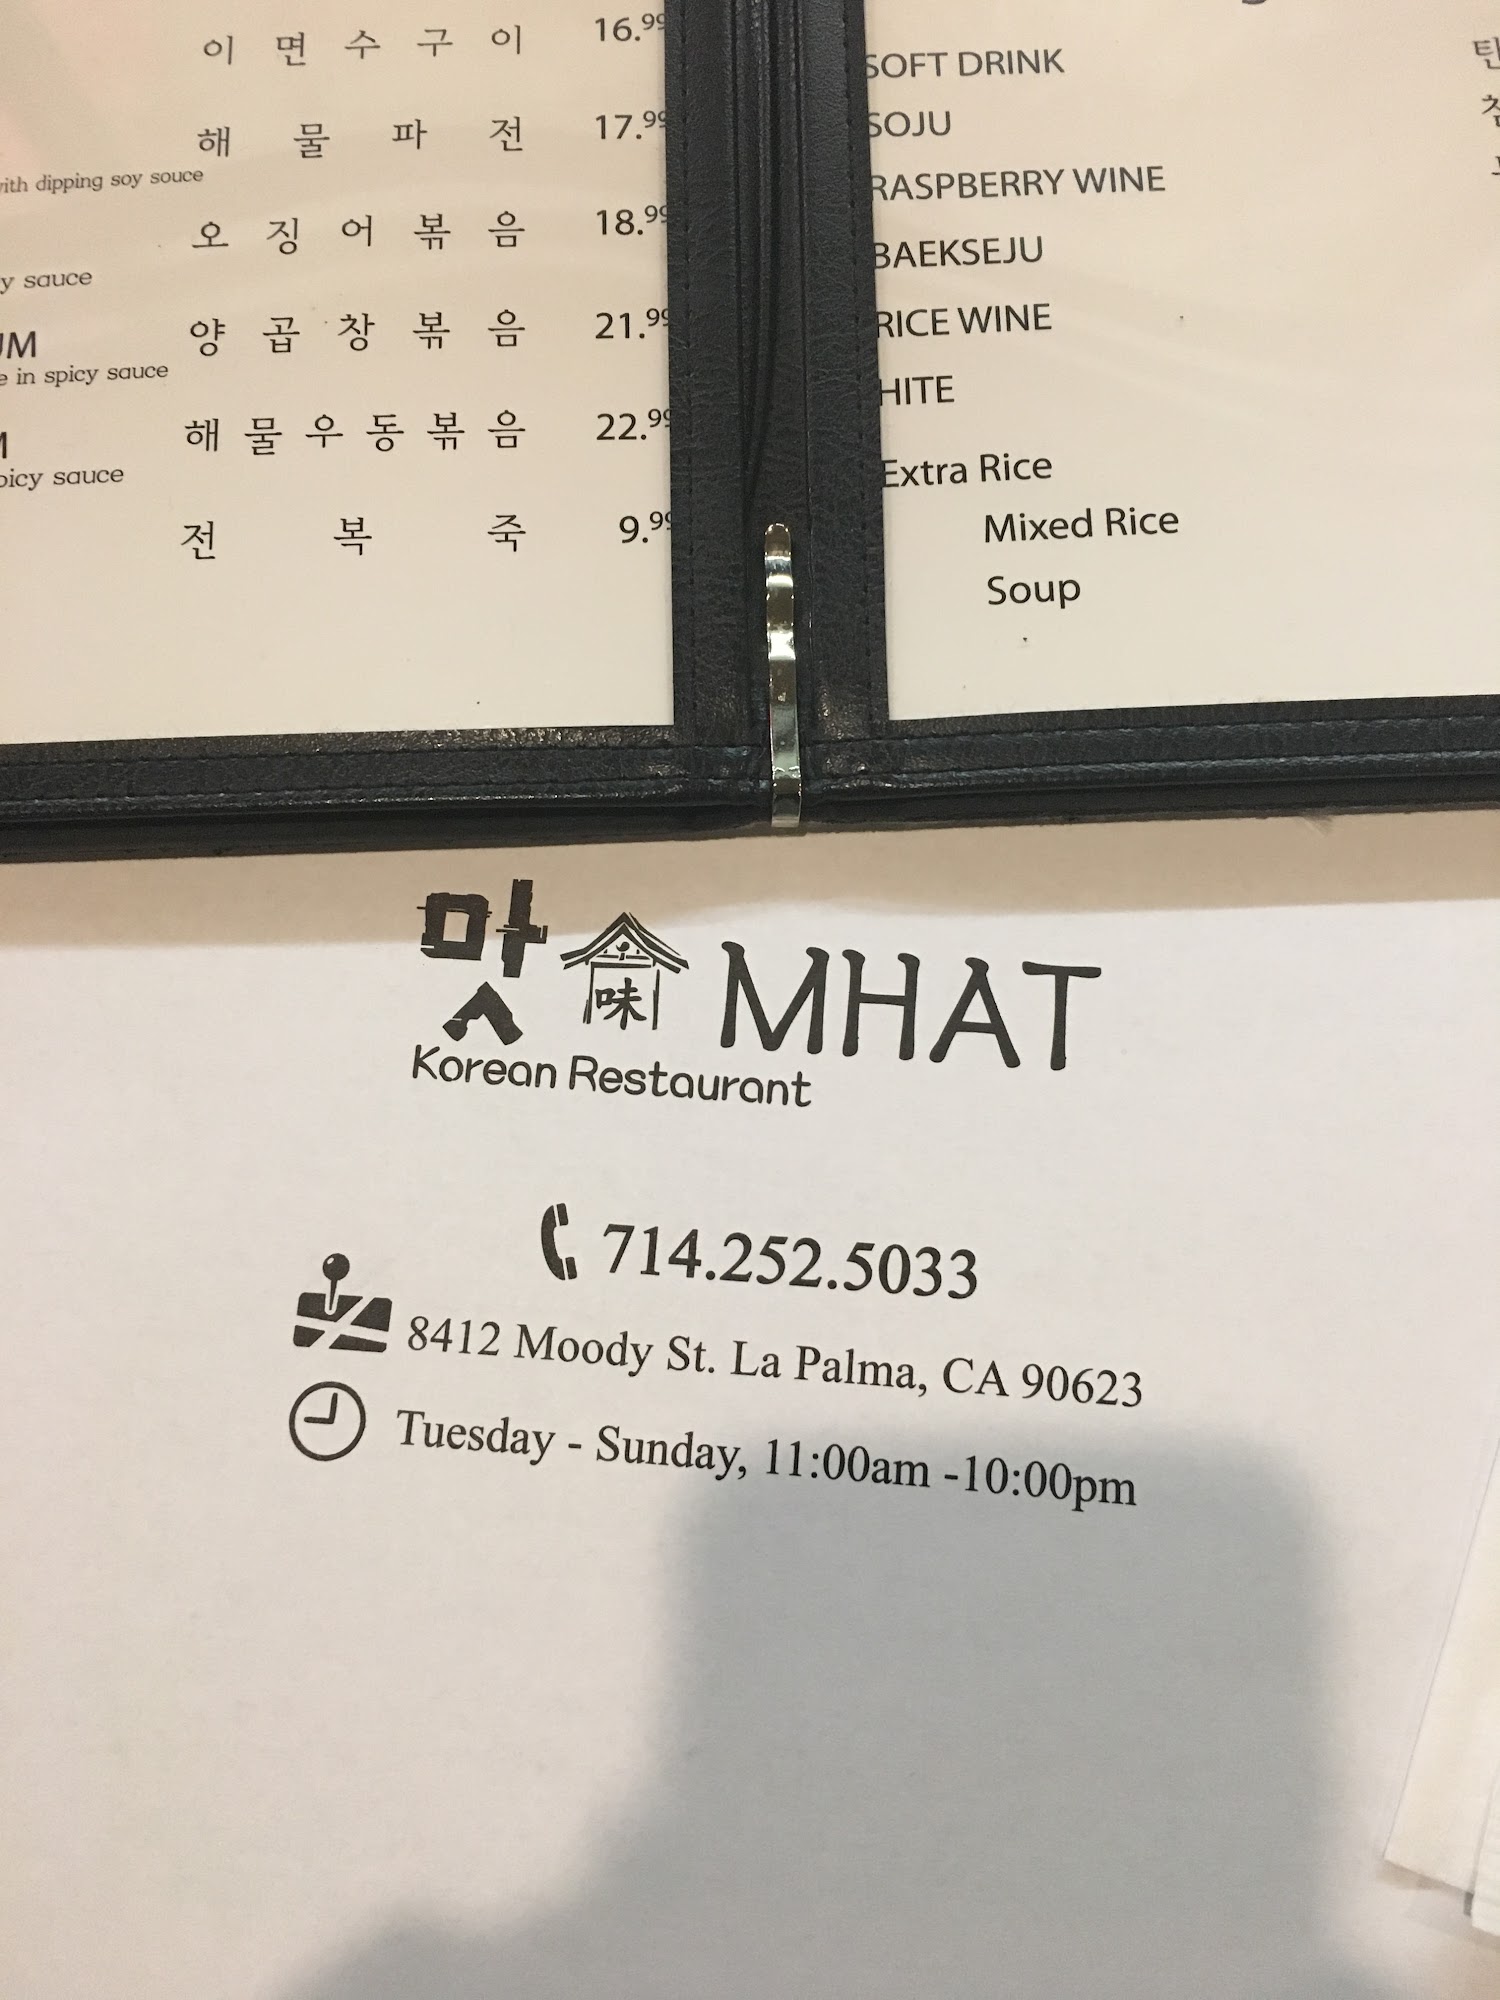 이면수구이 16.99
해물파전 17.99
with dipping soy souce
오징어볶음 18.99
sauce
양곱창볶음 21.99
in spicy sauce
해물우동볶음 22.99
spicy sauce
전복죽 9.99
SOFT DRINK
SOJU
RASPBERRY WINE
BAEKSEJU
RICE WINE
HITE
Extra Rice
Mixed Rice
Soup
맛 味 MHAT
Korean Restaurant
714.252.5033
8412 Moody St. La Palma, CA 90623
Tuesday - Sunday, 11:00am -10:00pm